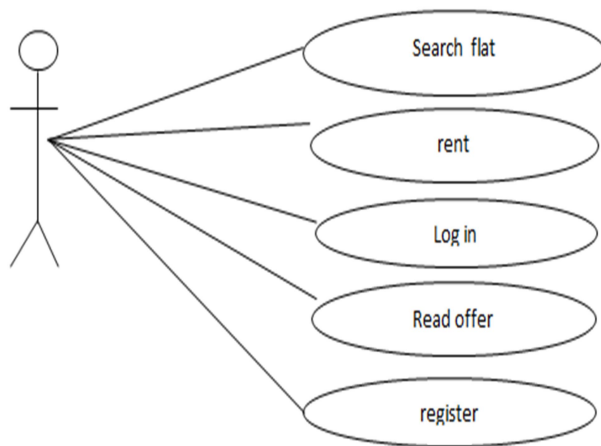 Search flat
rent
Log in
Read offer
register